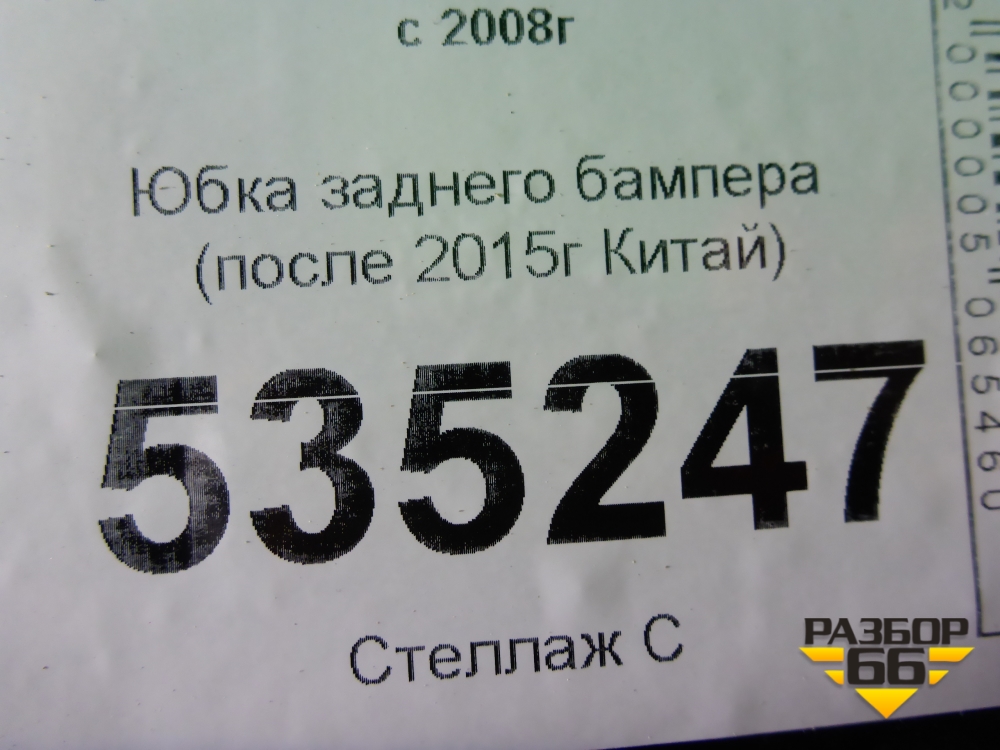 с 2008г
Юбка заднего бампера
(после 2015г Китай)
535247
Стеллаж С
РАЗБОР
66